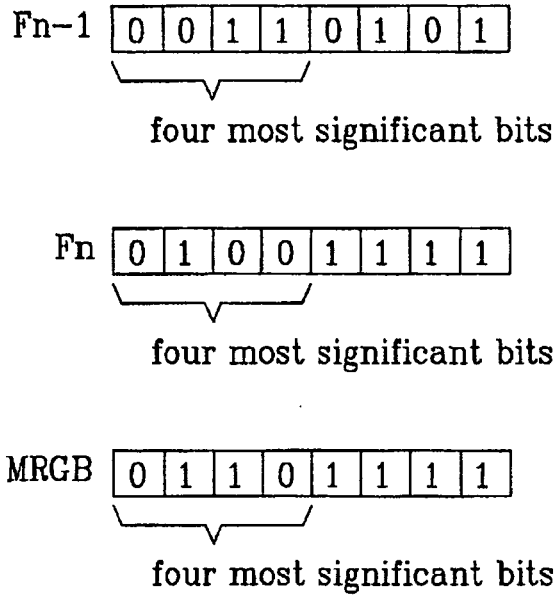 Fn-1 0 0 1 1 0 1 0 1
four most significant bits
Fn 0 1 0 0 1 1 1 1
four most significant bits
MRGB 0 1 1 0 1 1 1 1
four most significant bits